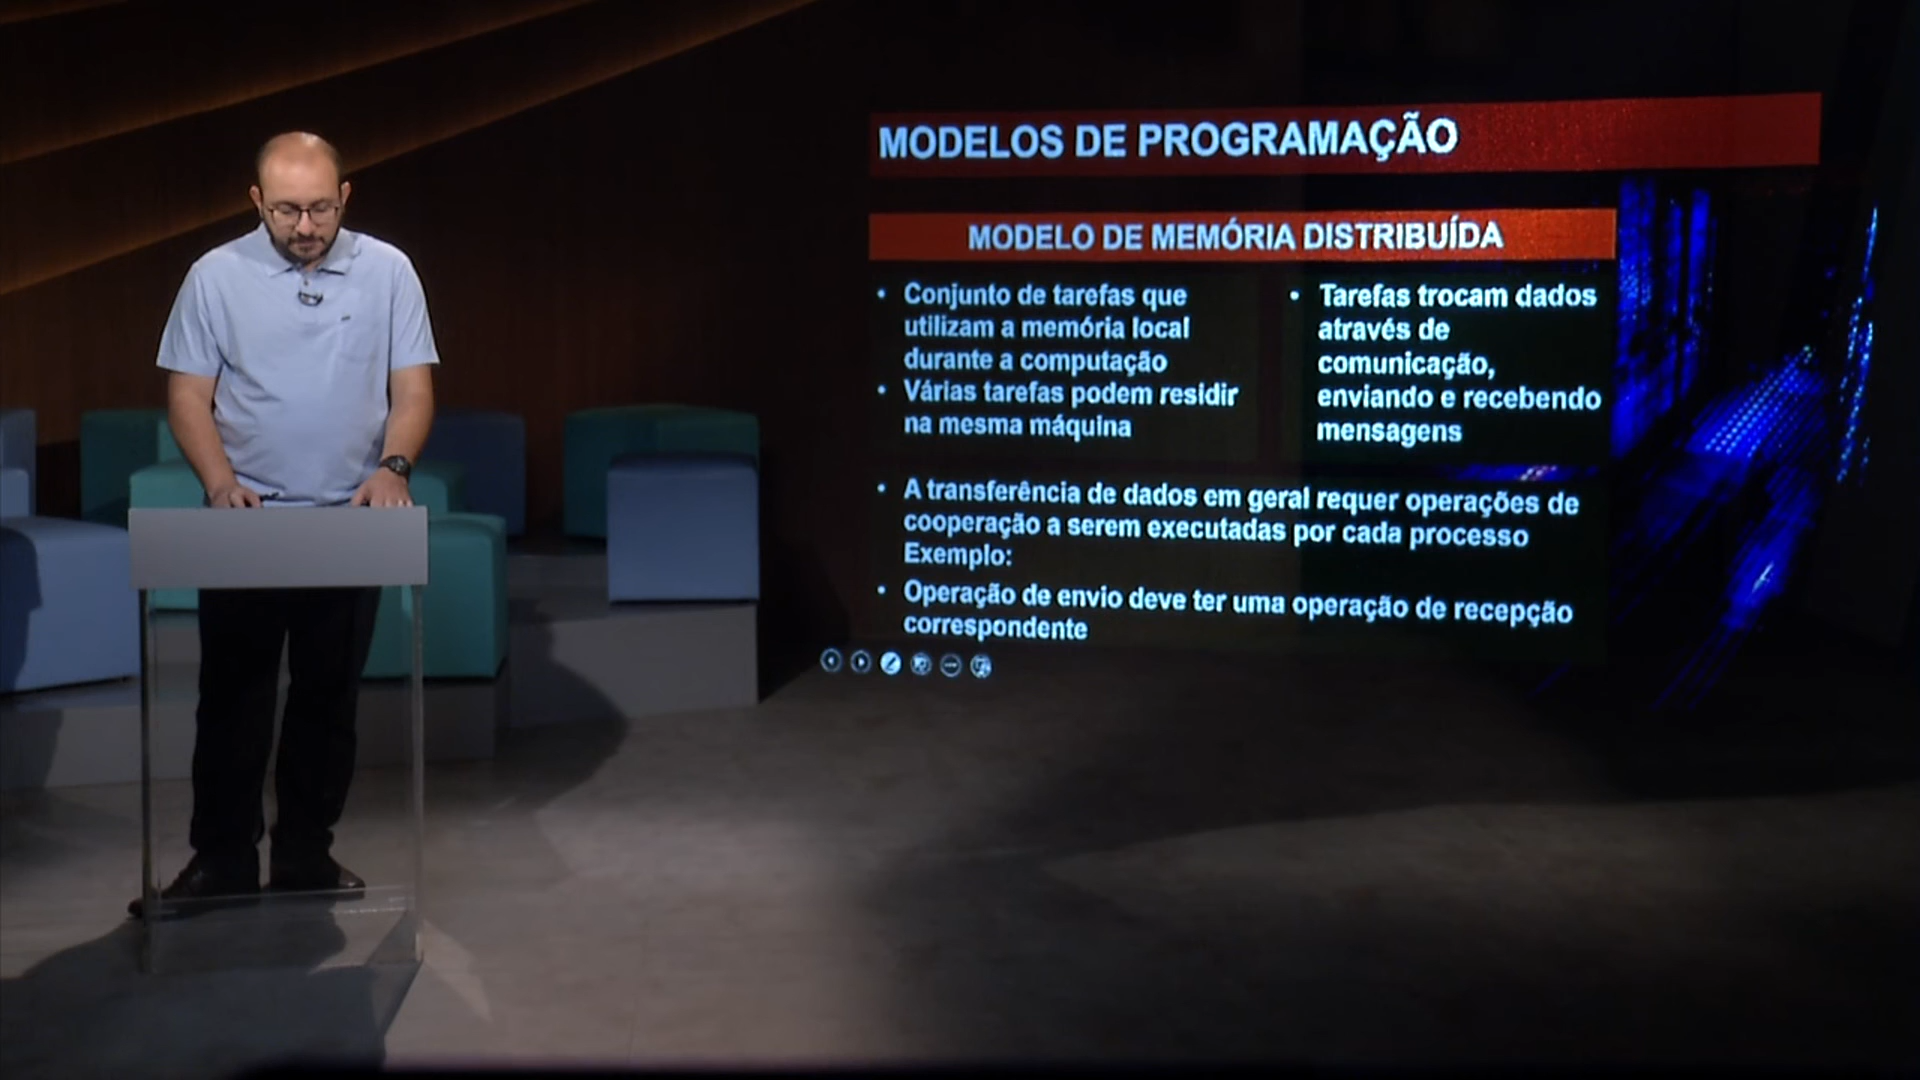 MODELOS DE PROGRAMAÇÃO
MODELO DE MEMÓRIA DISTRIBUÍDA
• Conjunto de tarefas que
utilizam a memória local
durante a computação
• Várias tarefas podem residir
na mesma máquina
• Tarefas trocam dados
através de
comunicação,
enviando e recebendo
mensagens
• A transferência de dados em geral requer operações de
cooperação a serem executadas por cada processo
Exemplo:
• Operação de envio deve ter uma operação de recepção
correspondente